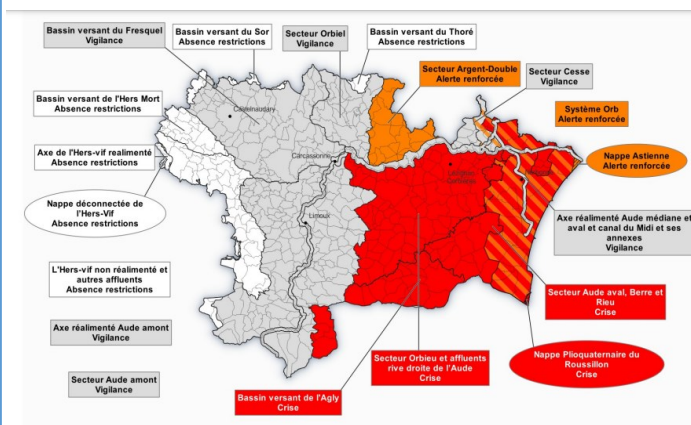 Bassin versant du Fresquel
Vigilance
Bassin versant du Sor
Absence restrictions
Secteur Orbiel
Vigilance
Bassin versant du Thoré
Absence restrictions
Secteur Argent-Double
Alerte renforcée
Secteur Cesse
Vigilance
Bassin versant de l'Hers Mort
Absence restrictions
Système Orb
Alerte renforcée
Castelnaudary
Axe de l'Hers-vif realimenté
Absence restrictions
Carcassonne
Nappe Astienne
Alerte renforcée
Nappe déconnectée de
l'Hers-Vif
Absence restrictions
Limoux
Axe réalimenté Aude médiane et
aval et canal du Midi et ses
annexes
Vigilance
L'Hers-vif non réalimenté et
autres affluents
Absence restrictions
Secteur Aude aval, Berre et
Rieu
Crise
Axe réalimenté Aude amont
Vigilance
Secteur Orbieu et affluents
rive droite de l'Aude
Crise
Nappe Plioquaternaire du
Roussillon
Crise
Secteur Aude amont
Vigilance
Bassin versant de l'Agly
Crise